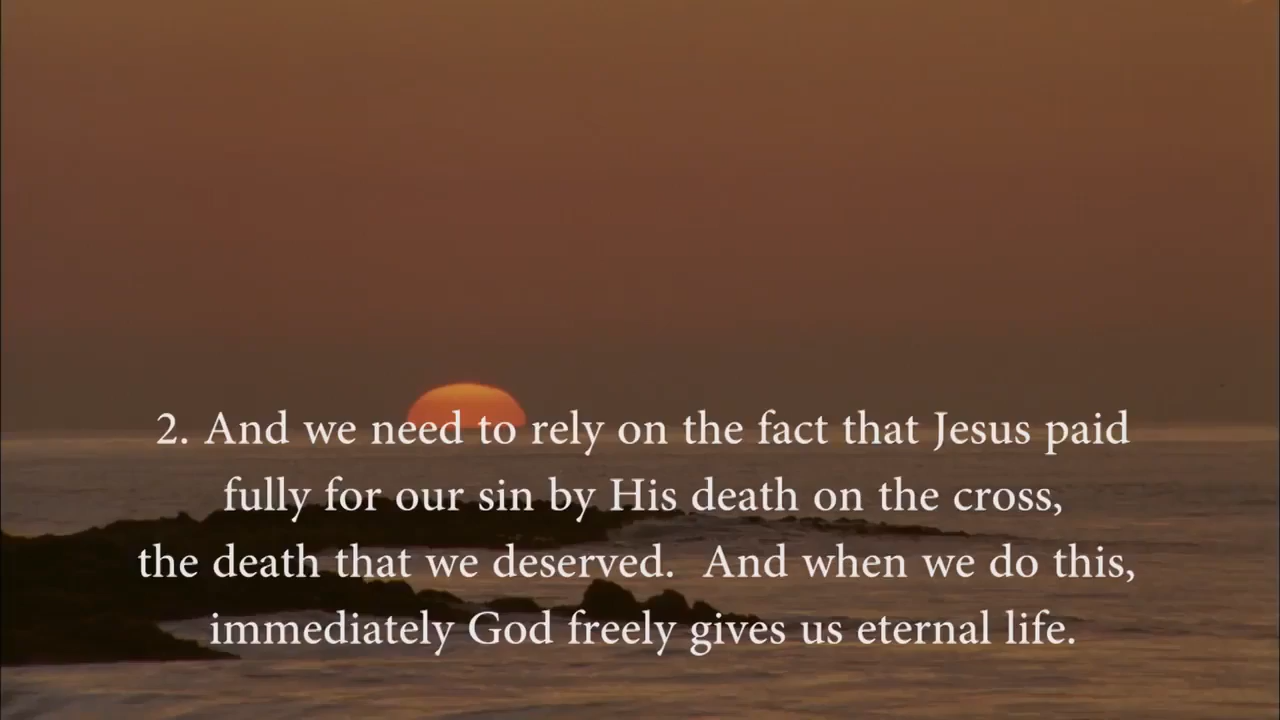 2. And we need to rely on the fact that Jesus paid
fully for our sin by His death on the cross,
the death that we deserved.  And when we do this,
immediately God freely gives us eternal life.